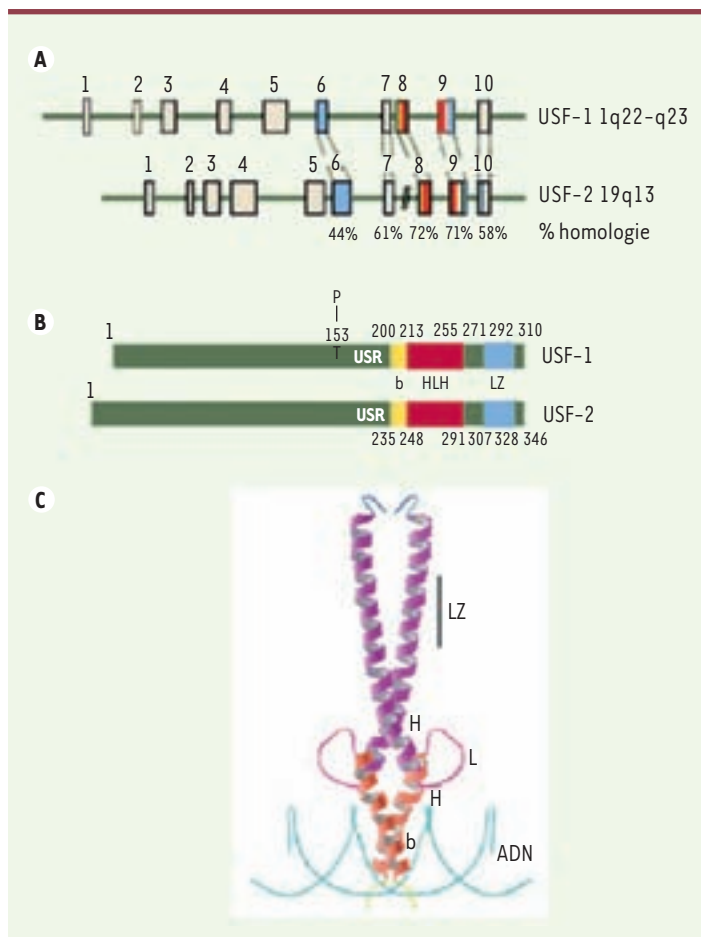 A
1 2 3 4 5 6 7 8 9 10
USF-1 1q22-q23
1 2 3 4 5 6 7 8 9 10
USF-2 19q13
44% 61% 72% 71% 58% % homologie
B
P
1 153 200 213 255 271 292 310
T USR USF-1
b HLH LZ
1
USR USF-2
235 248 291 307 328 346
C
LZ
H
L
H
b
ADN